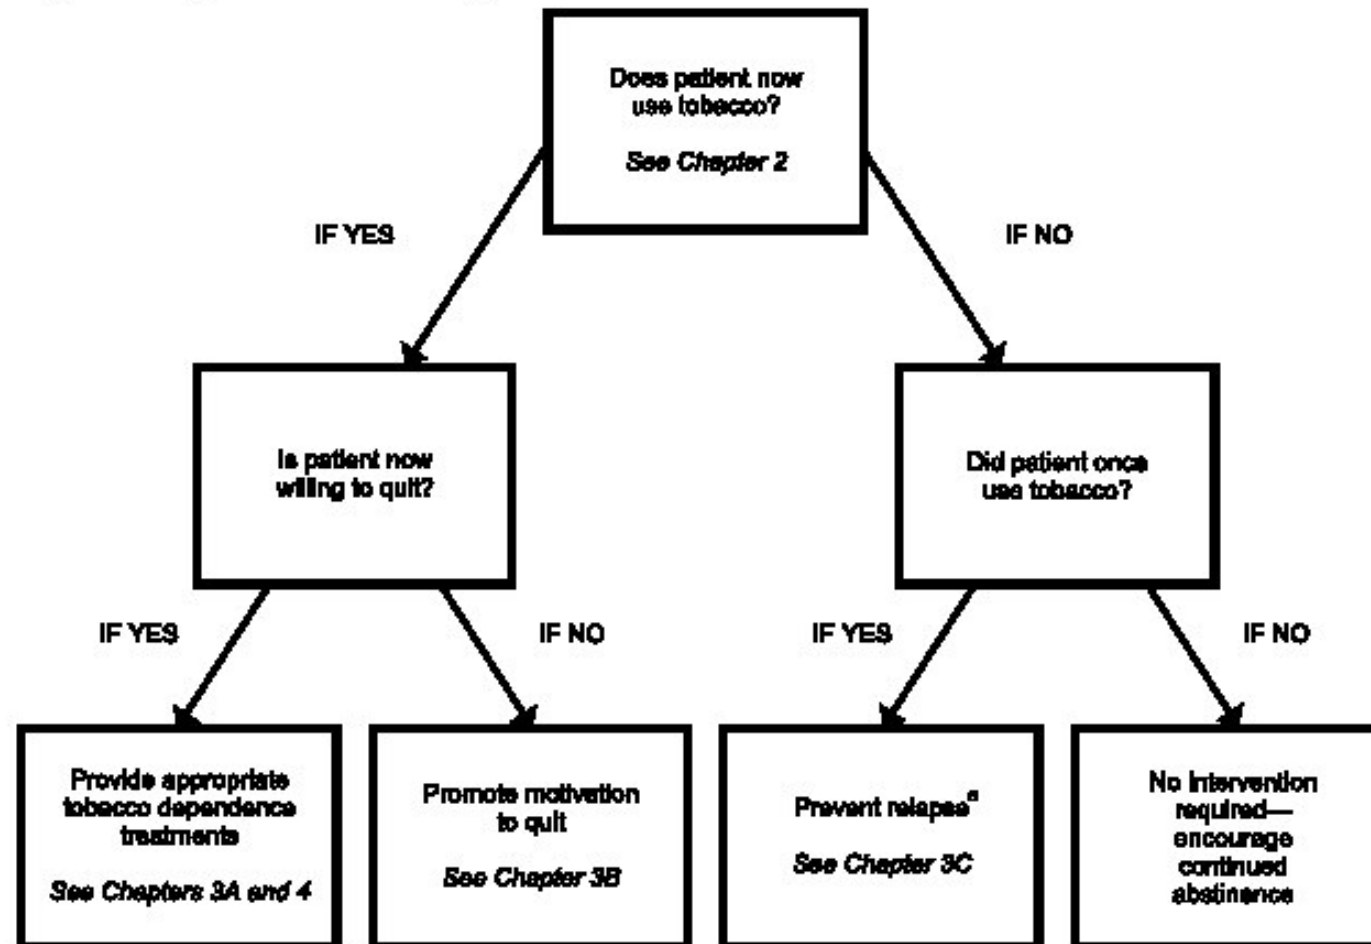 Does patient now
use tobacco?
See Chapter 2
IF YES
IF NO
Is patient now
willing to quit?
Did patient once
use tobacco?
IF YES
IF NO
IF YES
IF NO
Provide appropriate
tobacco dependence
treatments
See Chapters 3A and 4
Promote motivation
to quit
See Chapter 3B
Prevent relapseᵃ
See Chapter 3C
No intervention
required—
encourage
continued
abstinence